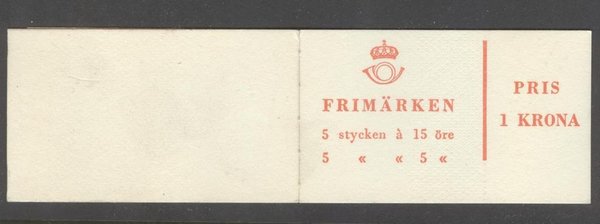 FRIMÄRKEN
5 stycken à 15 öre
5 « « 5 «
PRIS
1 KRONA